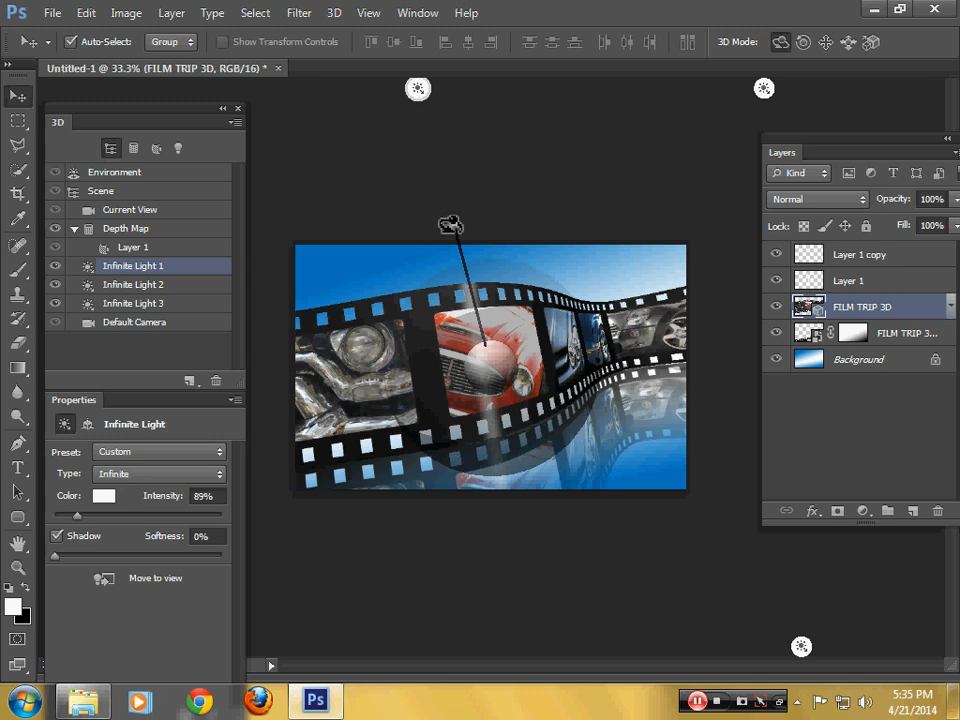 Ps File Edit Image Layer Type Select Filter 3D View Window Help
Auto-Select: Group Show Transform Controls 3D Mode:
Untitled-1 @ 33.3% (FILM TRIP 3D, RGB/16) * ×
3D
Environment
Scene
Current View
Depth Map
Layer 1
Infinite Light 1
Infinite Light 2
Infinite Light 3
Default Camera
Properties
Infinite Light
Preset: Custom
Type: Infinite
Color: Intensity: 89%
Shadow Softness: 0%
Move to view
Layers
Kind
Normal Opacity: 100%
Lock: Fill: 100%
Layer 1 copy
Layer 1
FILM TRIP 3D
FILM TRIP 3...
Background
fx
Ps
5:35 PM
4/21/2014